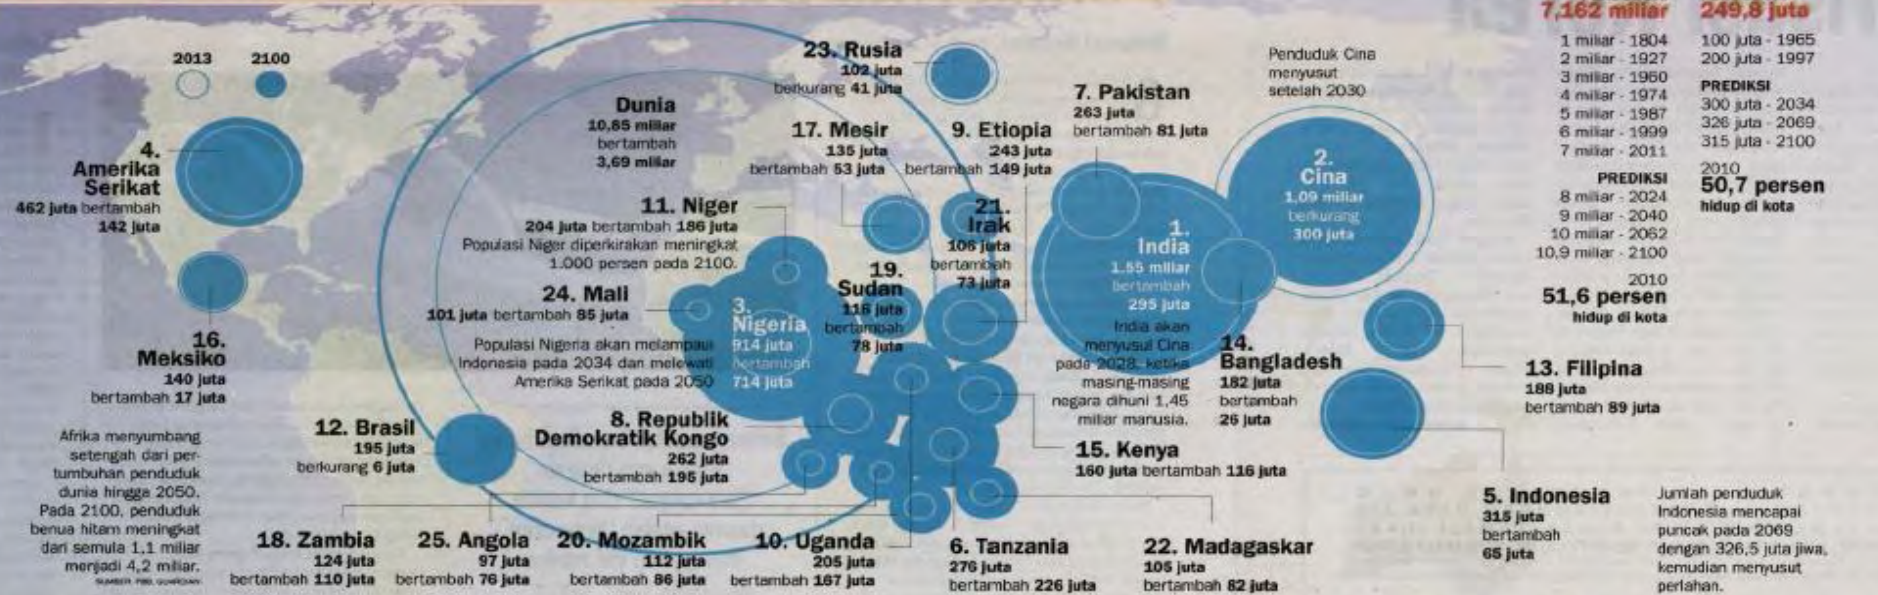 2013
2100
4.
Amerika
Serikat
462 juta bertambah
142 juta
16.
Meksiko
140 juta
bertambah 17 juta
Afrika menyumbang
setengah dari per-
tumbuhan penduduk
dunia hingga 2050.
Pada 2100, penduduk
benua hitam meningkat
dari semula 1,1 miliar
menjadi 4,2 miliar.
Dunia
10,85 miliar
bertambah
3,69 miliar
23. Rusia
102 juta
berkurang 41 juta
17. Mesir
135 juta
bertambah 53 juta
9. Etiopia
243 juta
bertambah 149 juta
11. Niger
204 juta bertambah 186 juta
Populasi Niger diperkirakan meningkat
1.000 persen pada 2100.
24. Mali
101 juta bertambah 85 juta
3.
Nigeria
914 juta
bertambah
714 juta
Populasi Nigeria akan melampaui
Indonesia pada 2034 dan melewati
Amerika Serikat pada 2050
19.
Sudan
116 juta
bertambah
78 juta
21.
Irak
106 juta
bertambah
73 juta
12. Brasil
195 juta
berkurang 6 juta
8. Republik
Demokratik Kongo
262 juta
bertambah 195 juta
18. Zambia
124 juta
bertambah 110 juta
25. Angola
97 juta
bertambah 76 juta
20. Mozambik
112 juta
bertambah 86 juta
10. Uganda
205 juta
bertambah 167 juta
6. Tanzania
276 juta
bertambah 226 juta
22. Madagaskar
105 juta
bertambah 82 juta
15. Kenya
160 juta bertambah 116 juta
7. Pakistan
263 juta
bertambah 81 juta
1.
India
1.55 miliar
bertambah
295 juta
India akan
menyusul Cina
pada 2028, ketika
masing-masing
negara dihuni 1,45
miliar manusia.
Penduduk Cina
menyusut
setelah 2030
2.
Cina
1,09 miliar
berkurang
300 juta
14.
Bangladesh
182 juta
bertambah
26 juta
13. Filipina
188 juta
bertambah 89 juta
5. Indonesia
315 juta
bertambah
65 juta
Jumlah penduduk
Indonesia mencapai
puncak pada 2069
dengan 326,5 juta jiwa,
kemudian menyusut
perlahan.
7,162 miliar
1 miliar - 1804
2 miliar - 1927
3 miliar - 1960
4 miliar - 1974
5 miliar - 1987
6 miliar - 1999
7 miliar - 2011
PREDIKSI
8 miliar - 2024
9 miliar - 2040
10 miliar - 2062
10,9 miliar - 2100
2010
51,6 persen
hidup di kota
249,8 juta
100 juta - 1965
200 juta - 1997
PREDIKSI
300 juta - 2034
326 juta - 2069
315 juta - 2100
2010
50,7 persen
hidup di kota